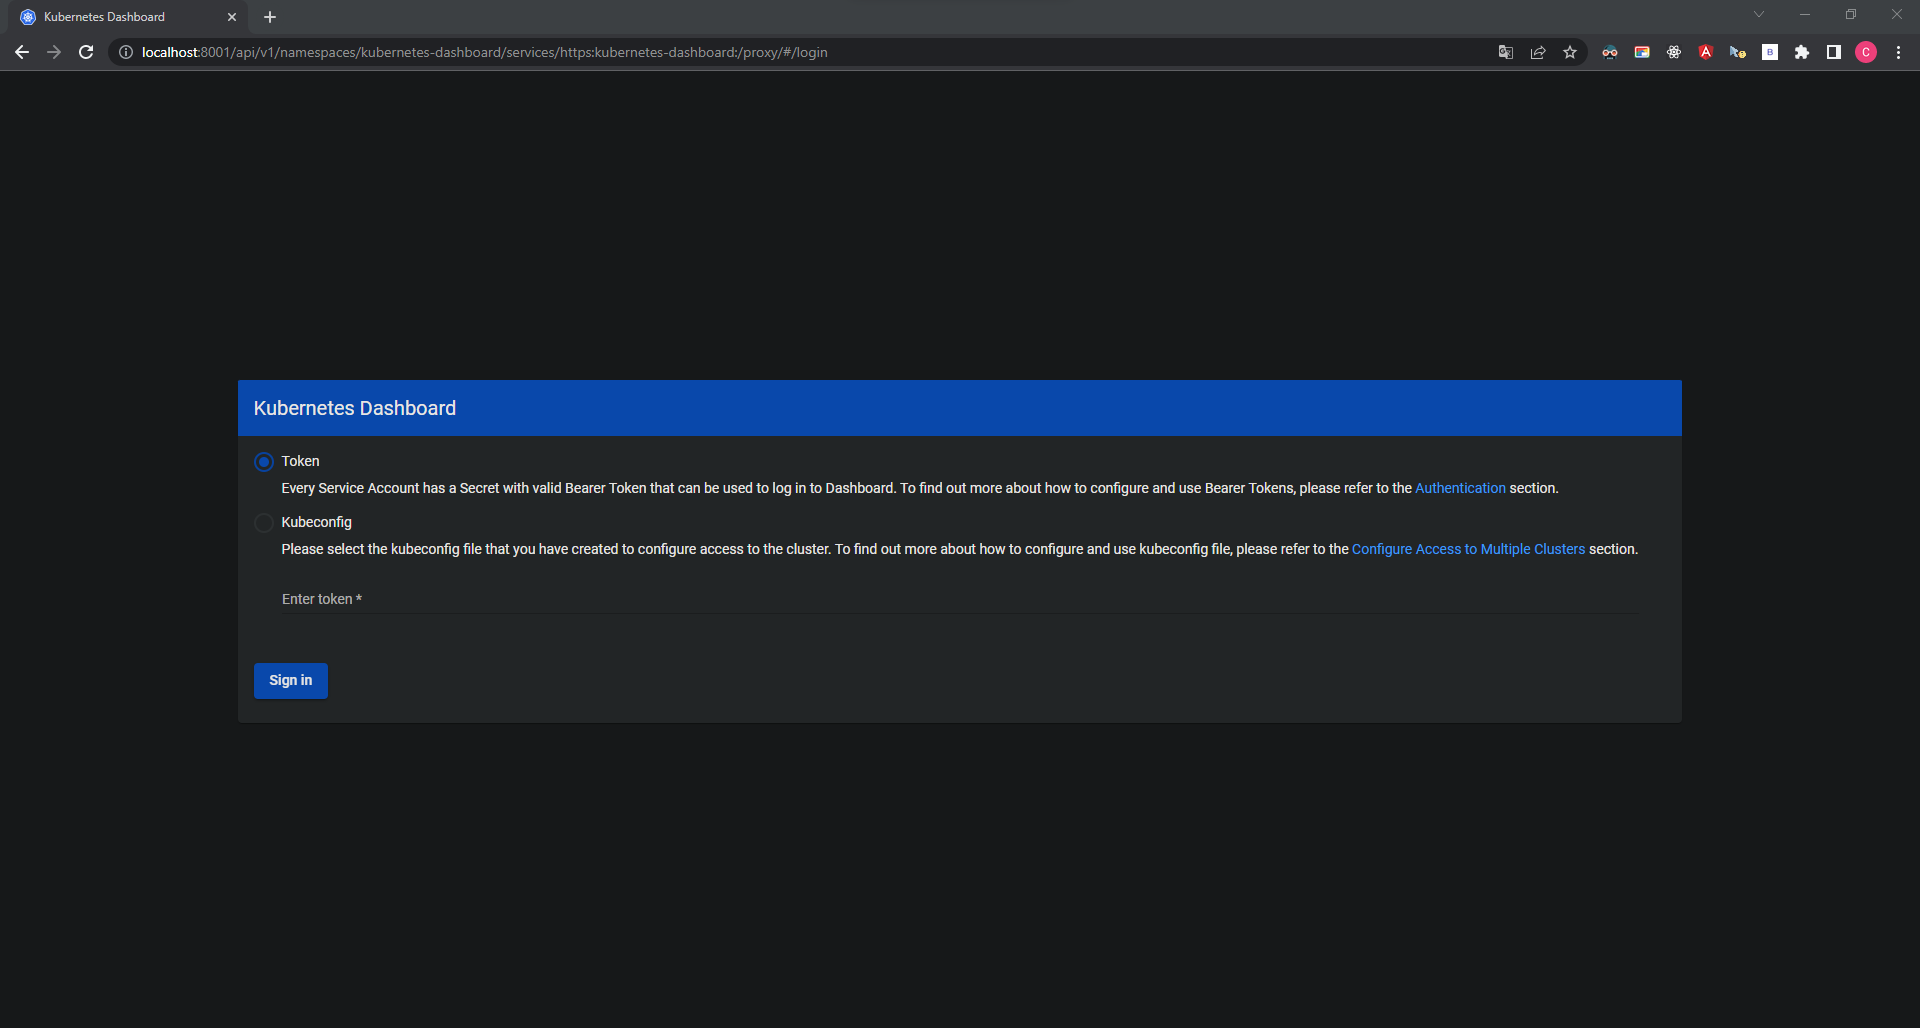 Kubernetes Dashboard
localhost:8001/api/v1/namespaces/kubernetes-dashboard/services/https:kubernetes-dashboard:/proxy/#/login
C
Kubernetes Dashboard
Token
Every Service Account has a Secret with valid Bearer Token that can be used to log in to Dashboard. To find out more about how to configure and use Bearer Tokens, please refer to the Authentication section.
Kubeconfig
Please select the kubeconfig file that you have created to configure access to the cluster. To find out more about how to configure and use kubeconfig file, please refer to the Configure Access to Multiple Clusters section.
Enter token *
Sign in